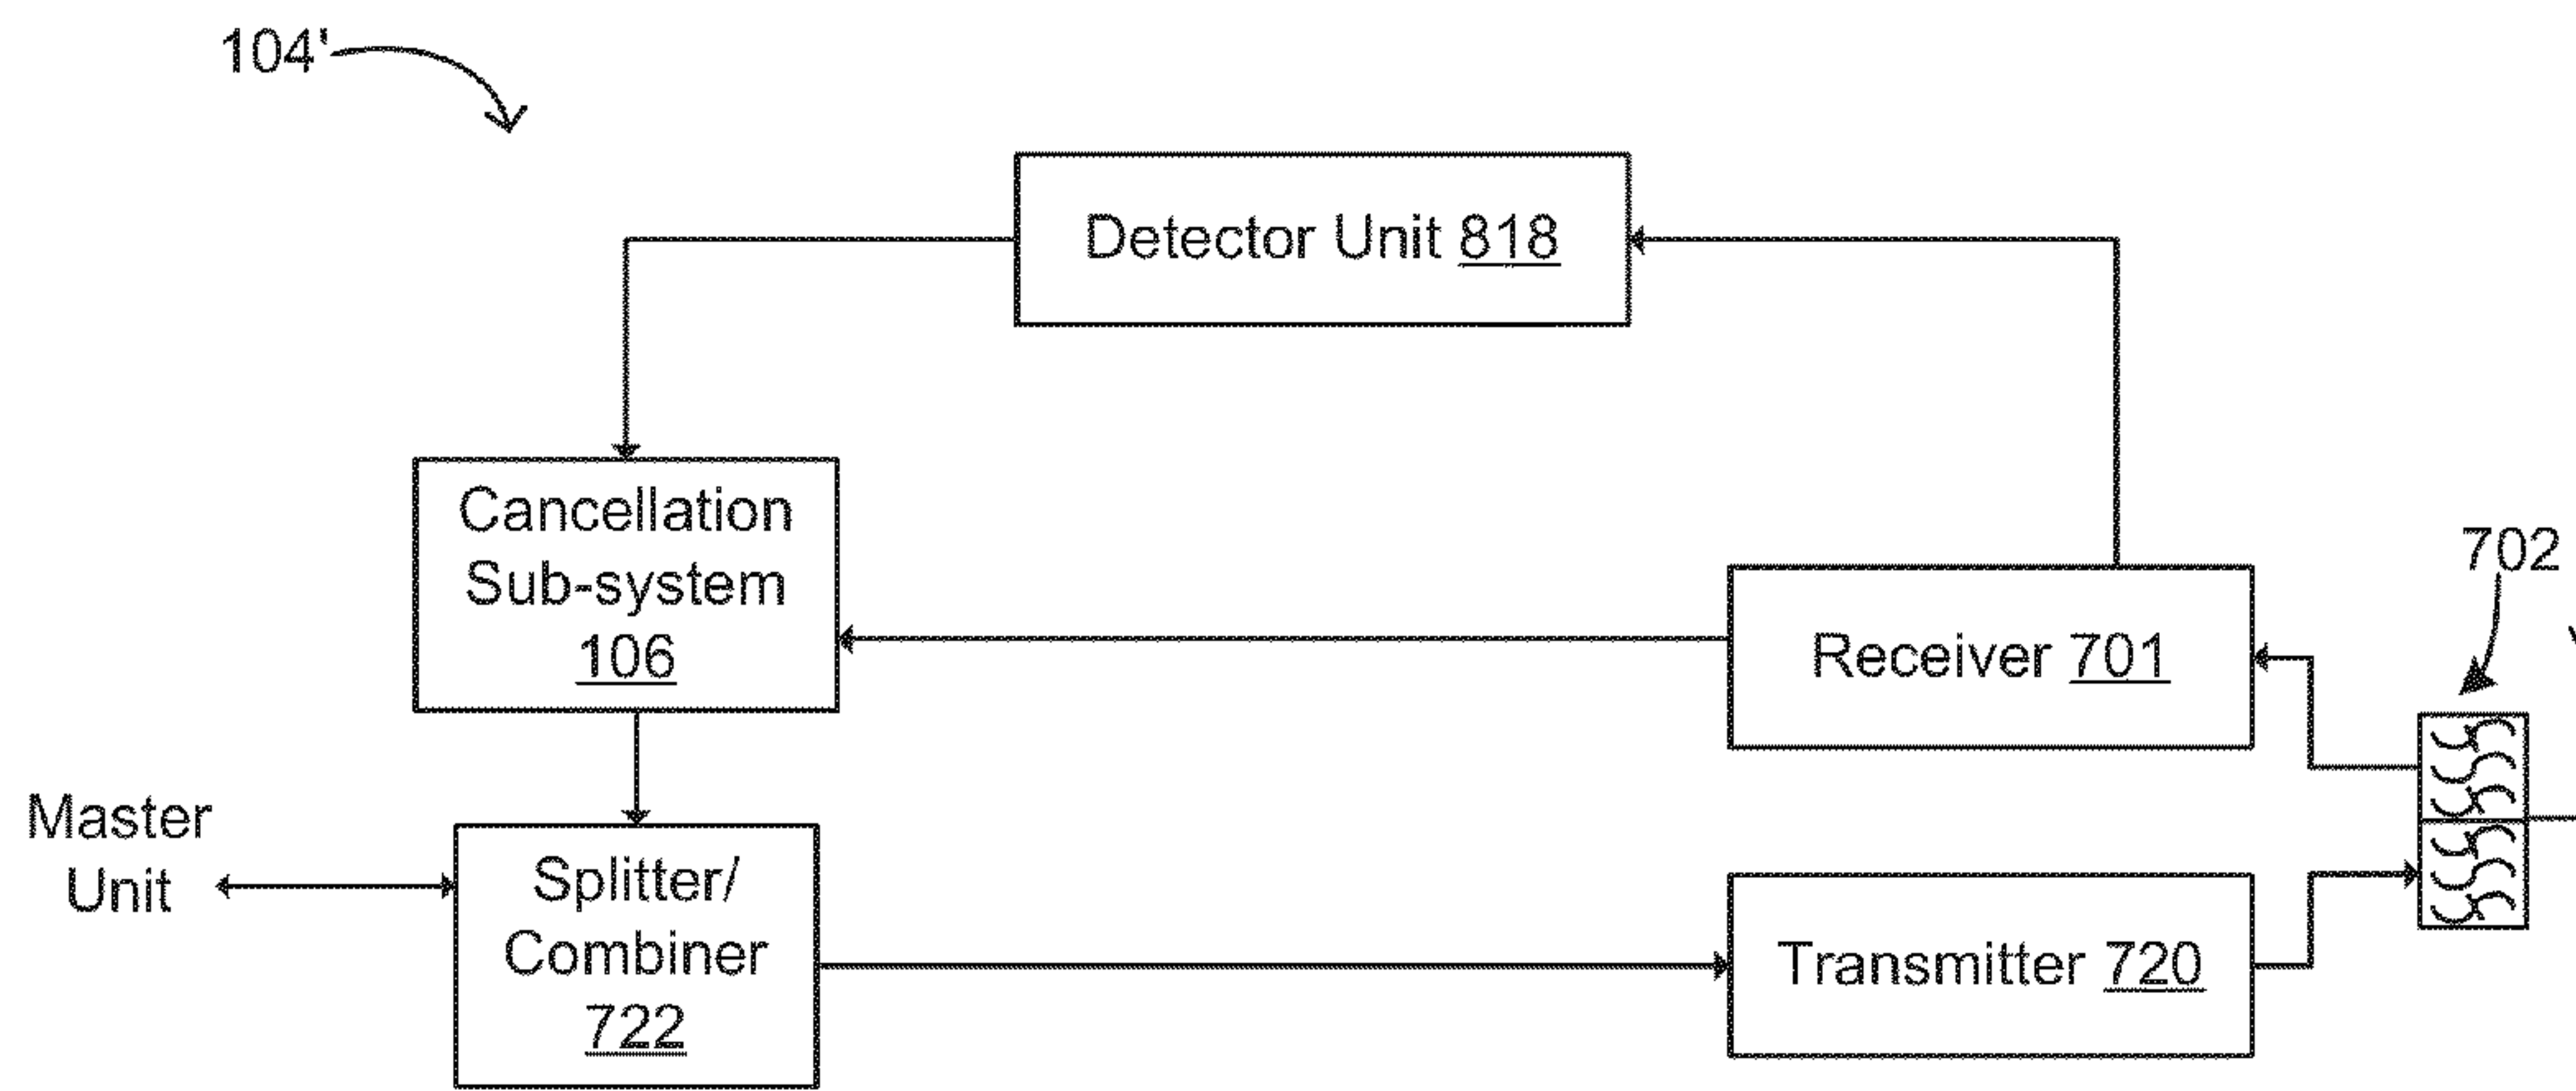 104'
Detector Unit 818
Cancellation
Sub-system
106
702
Receiver 701
Master
Unit
Splitter/
Combiner
722
Transmitter 720